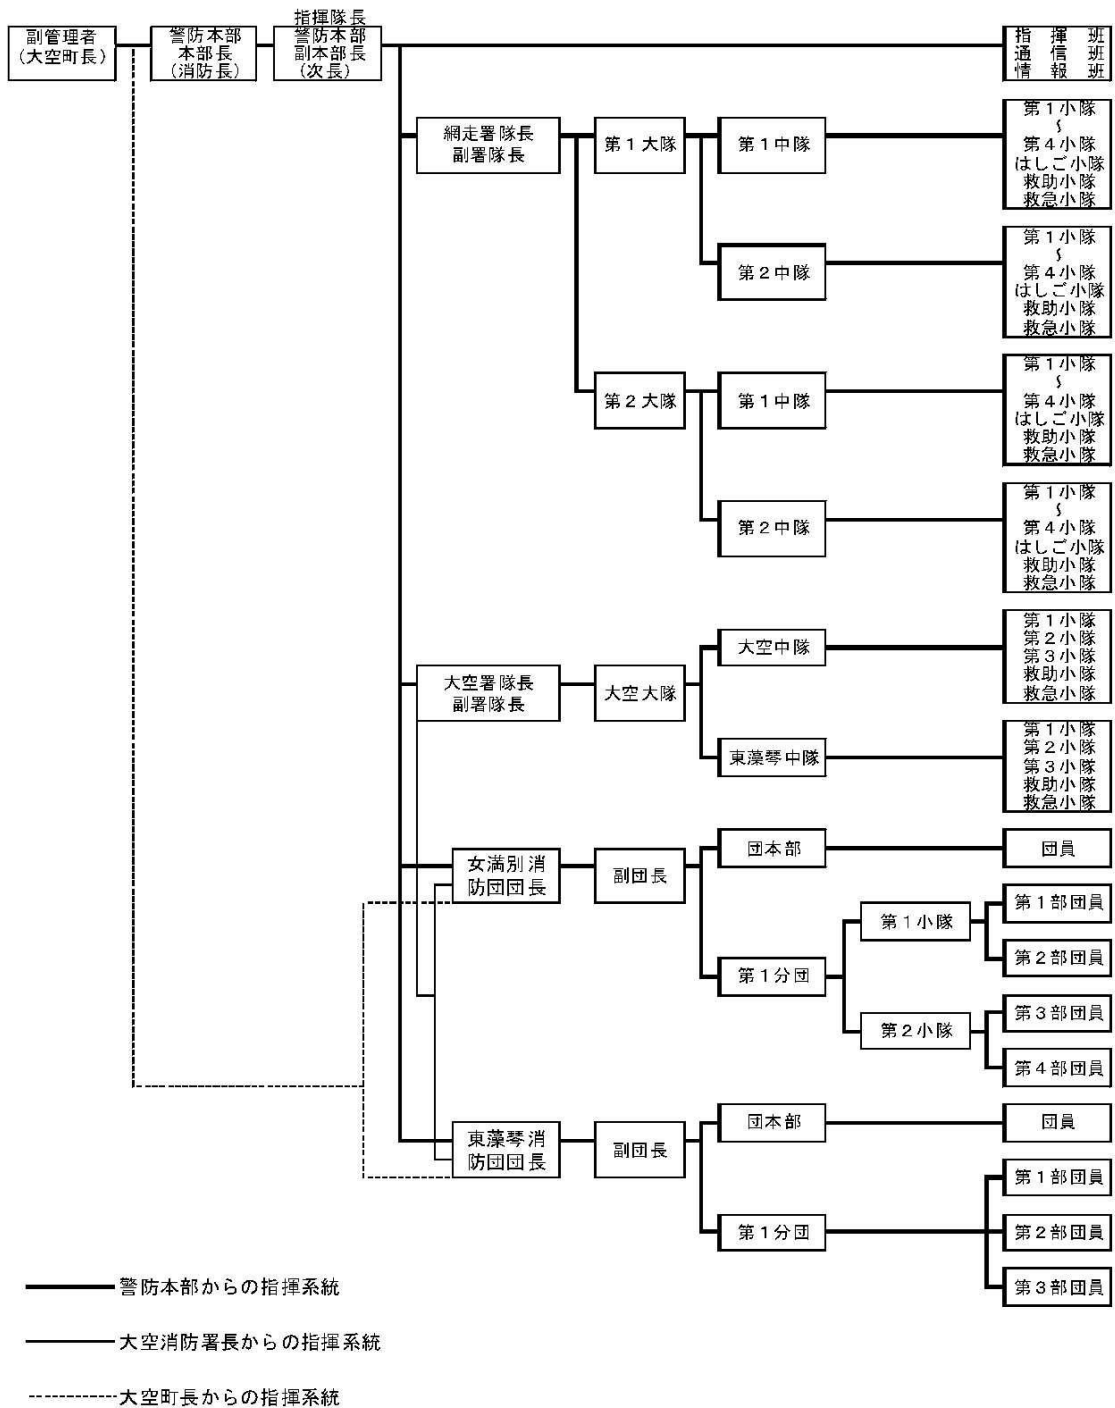 副管理者
(大空町長)
警防本部
本部長
(消防長)
指揮隊長
警防本部
副本部長
(次長)
指揮班
通信班
情報班
網走署隊長
副署隊長
第１大隊
第１中隊
第１小隊
～
第４小隊
はしご小隊
救助小隊
救急小隊
第２中隊
第１小隊
～
第４小隊
はしご小隊
救助小隊
救急小隊
第２大隊
第１中隊
第１小隊
～
第４小隊
はしご小隊
救助小隊
救急小隊
第２中隊
第１小隊
～
第４小隊
はしご小隊
救助小隊
救急小隊
大空署隊長
副署隊長
大空大隊
大空中隊
第１小隊
第２小隊
第３小隊
救助小隊
救急小隊
東藻琴中隊
第１小隊
第２小隊
第３小隊
救助小隊
救急小隊
女満別消
防団団長
副団長
団本部
団員
第１分団
第１小隊
第１部団員
第２部団員
第２小隊
第３部団員
第４部団員
東藻琴消
防団団長
副団長
団本部
団員
第１分団
第１部団員
第２部団員
第３部団員
警防本部からの指揮系統
大空消防署長からの指揮系統
大空町長からの指揮系統